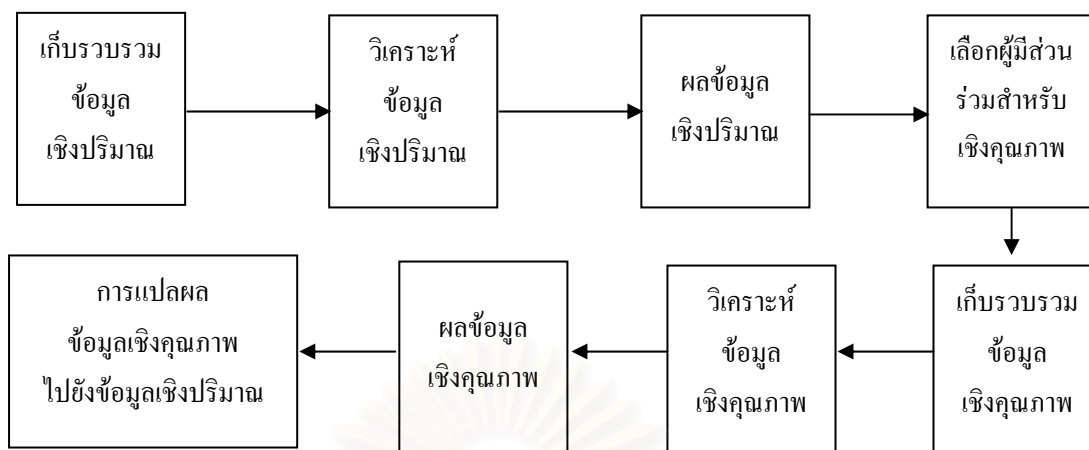 เก็บรวบรวม
ข้อมูล
เชิงปริมาณ
วิเคราะห์
ข้อมูล
เชิงปริมาณ
ผลข้อมูล
เชิงปริมาณ
เลือกผู้มีส่วน
ร่วมสำหรับ
เชิงคุณภาพ
เก็บรวบรวม
ข้อมูล
เชิงคุณภาพ
วิเคราะห์
ข้อมูล
เชิงคุณภาพ
ผลข้อมูล
เชิงคุณภาพ
การแปลผล
ข้อมูลเชิงคุณภาพ
ไปยังข้อมูลเชิงปริมาณ